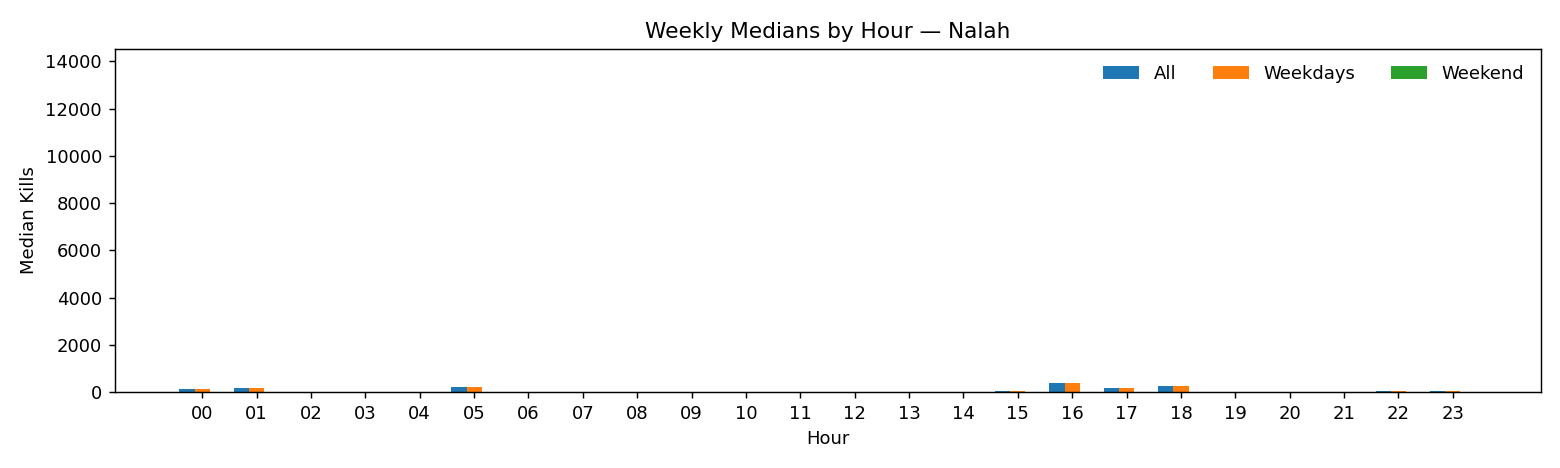 Weekly Medians by Hour — Nalah
All Weekdays Weekend
14000
12000
10000
8000
6000
4000
2000
0
Median Kills
00 01 02 03 04 05 06 07 08 09 10 11 12 13 14 15 16 17 18 19 20 21 22 23
Hour